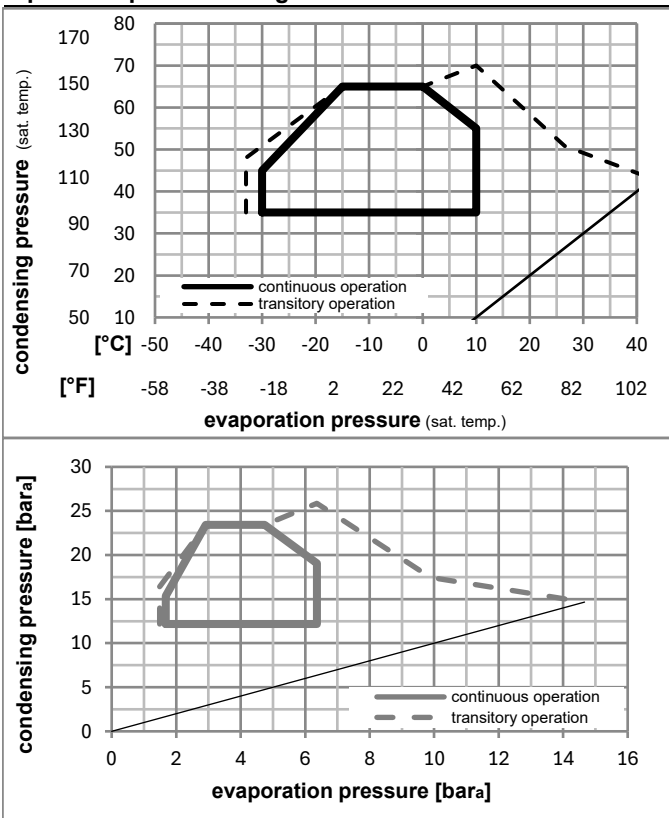 condensing pressure (sat. temp.)
170 80
150 70
130 60
110 50
90 40
70 30
50 20
10
continuous operation
transitory operation
[°C] -50 -40 -30 -20 -10 0 10 20 30 40
[°F] -58 -38 -18 2 22 42 62 82 102
evaporation pressure (sat. temp.)
condensing pressure [bara]
30
25
20
15
10
5
0
continuous operation
transitory operation
0 2 4 6 8 10 12 14 16
evaporation pressure [bara]